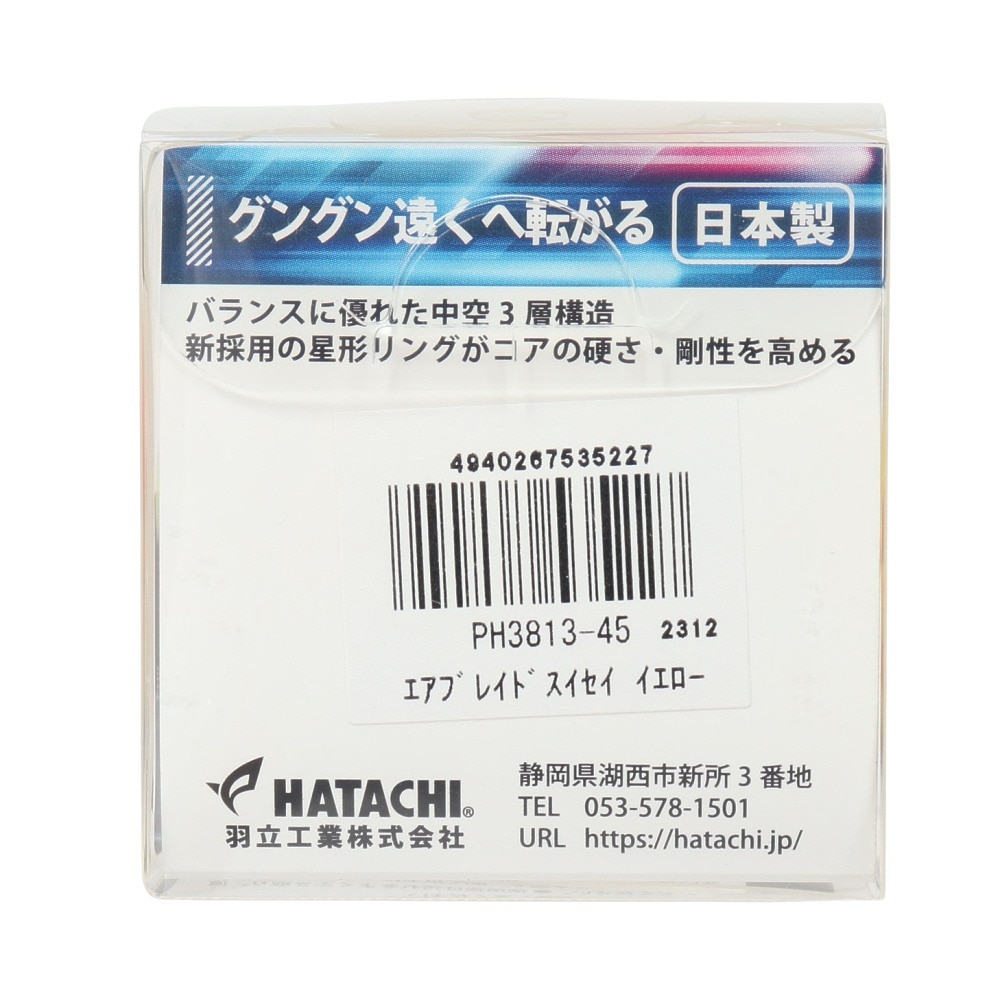 グングン遠くへ転がる 日本製
バランスに優れた中空3層構造
新採用の星形リングがコアの硬さ・剛性を高める
4940267535227
PH3813-45 2312
ｴｱﾌﾞﾚｲﾄﾞｽｲｾｲ ｲｴﾛｰ
HATACHI®
羽立工業株式会社
静岡県湖西市新所3番地
TEL 053-578-1501
URL https://hatachi.jp/